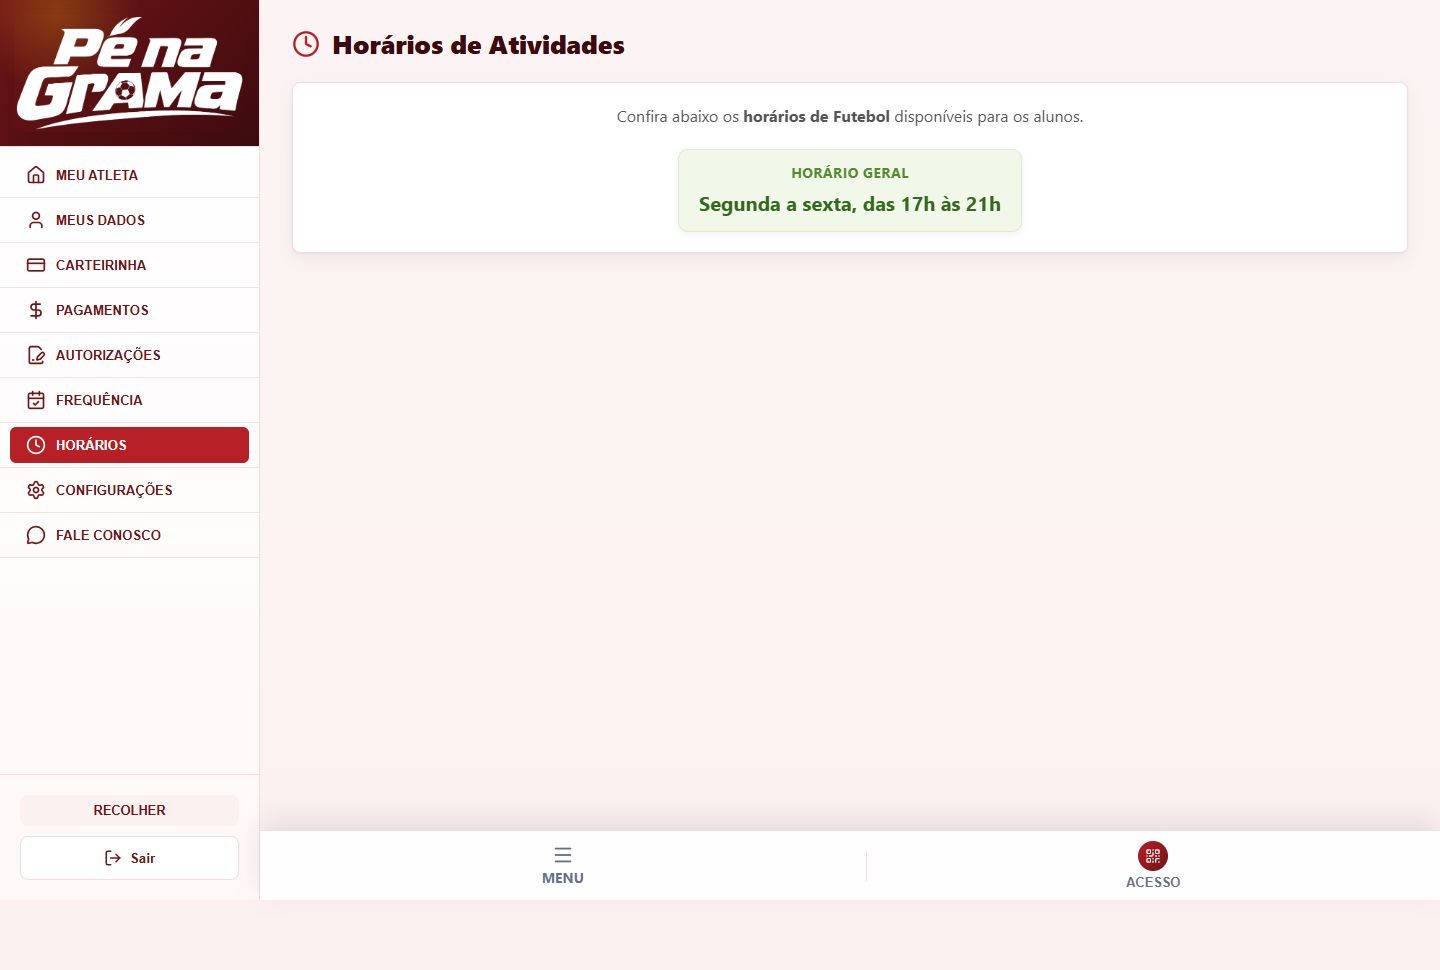 Pé na
Grama
MEU ATLETA
MEUS DADOS
CARTEIRINHA
PAGAMENTOS
AUTORIZAÇÕES
FREQUÊNCIA
HORÁRIOS
CONFIGURAÇÕES
FALE CONOSCO
RECOLHER
Sair
Horários de Atividades
Confira abaixo os horários de Futebol disponíveis para os alunos.
HORÁRIO GERAL
Segunda a sexta, das 17h às 21h
MENU
ACESSO